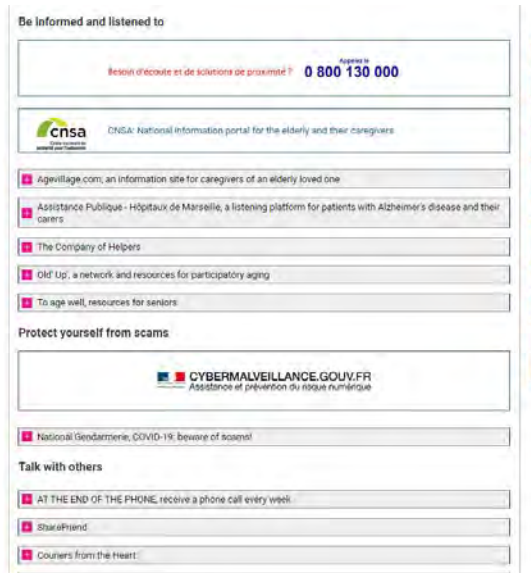 Be informed and listened to
Appelez le
Besoin d'écoute et de solutions de proximité ? 0 800 130 000
cnsa
CNSA: National information portal for the elderly and their caregivers
Agevillage.com, an information site for caregivers of an elderly loved one
Assistance Publique - Hôpitaux de Marseille, a listening platform for patients with Alzheimer's disease and their
carers
The Company of Helpers
Old' Up', a network and resources for participatory aging
To age well, resources for seniors
Protect yourself from scams
CYBERMALVEILLANCE.GOUV.FR
Assistance et prévention du risque numérique
National Gendarmerie, COVID-19: beware of scams!
Talk with others
AT THE END OF THE PHONE, receive a phone call every week
ShareFriend
Couriers from the Heart